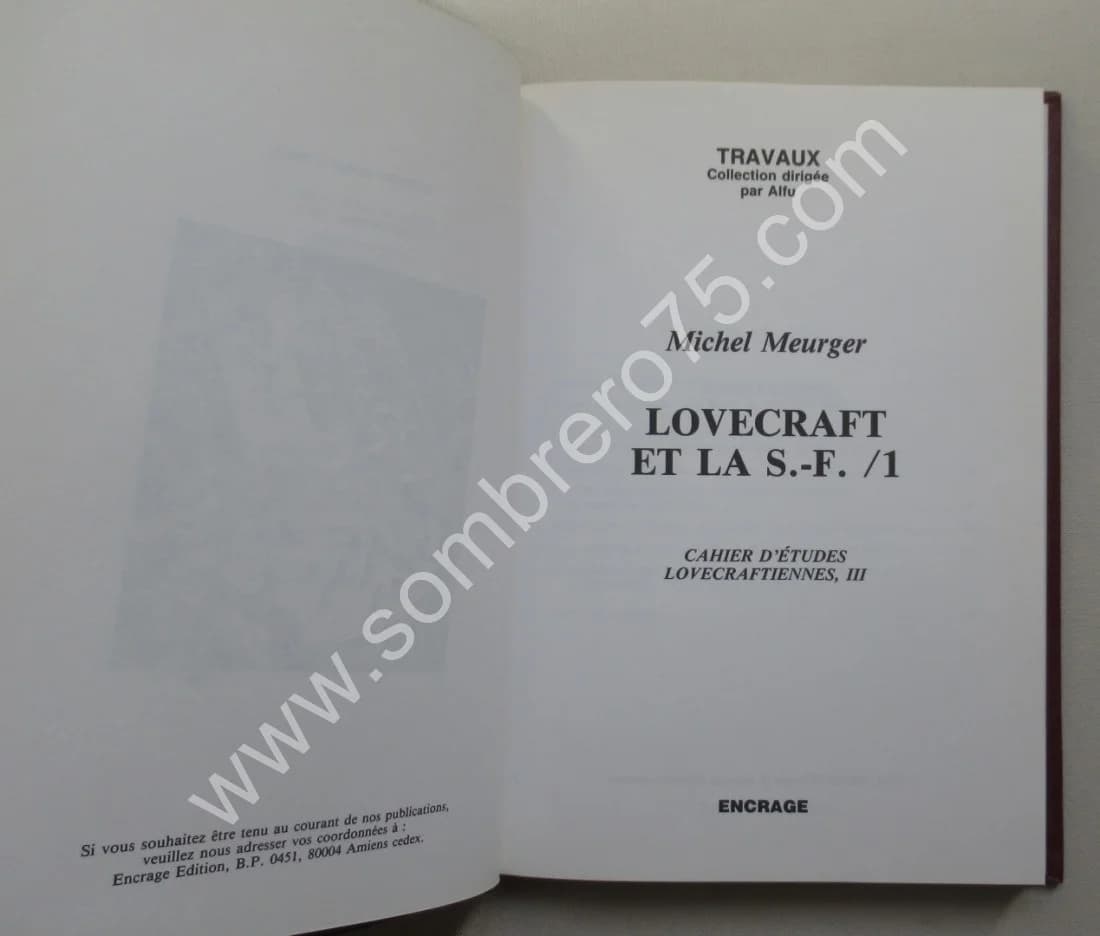 Si vous souhaitez être tenu au courant de nos publications,
veuillez nous adresser vos coordonnées à :
Encrage Edition, B.P. 0451, 80004 Amiens cedex.
TRAVAUX
Collection dirigée
par Alfu
Michel Meurger
LOVECRAFT
ET LA S.-F. /1
CAHIER D'ÉTUDES
LOVECRAFTIENNES, III
ENCRAGE
www.sombrero75.com